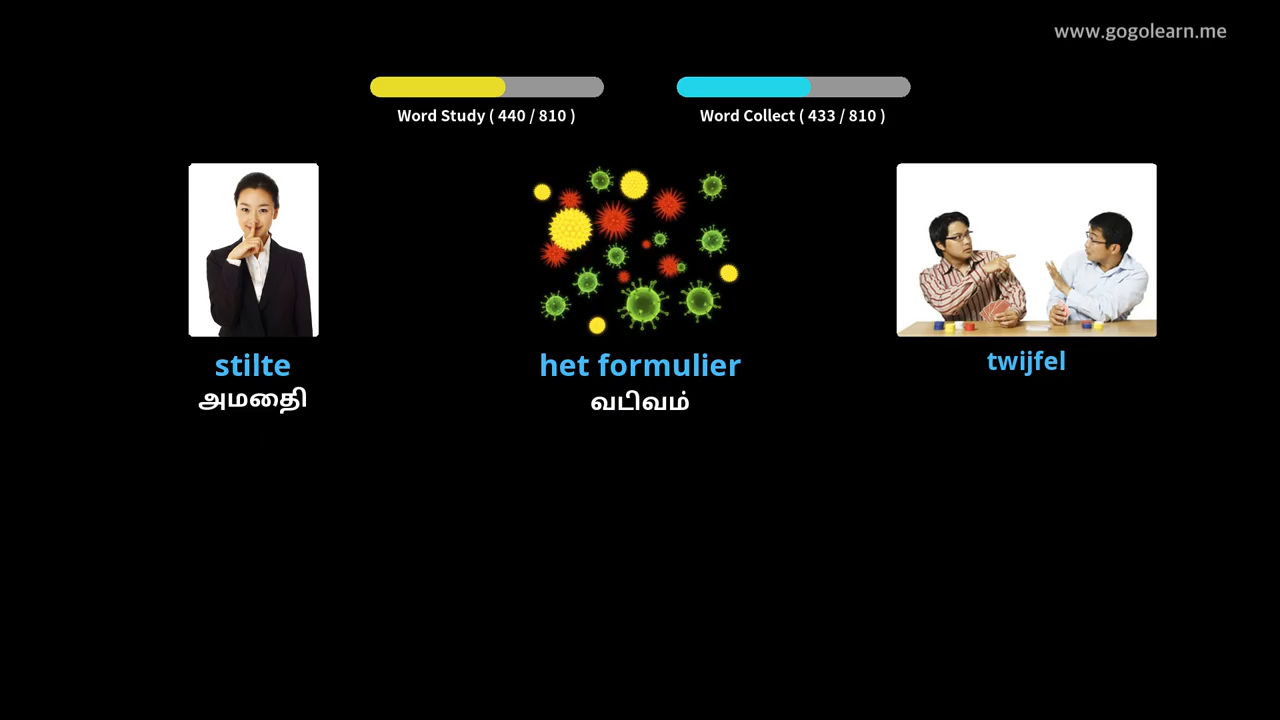 www.gogolearn.me
Word Study ( 440 / 810 )
Word Collect ( 433 / 810 )
stilte
அமைதி
het formulier
வடிவம்
twijfel